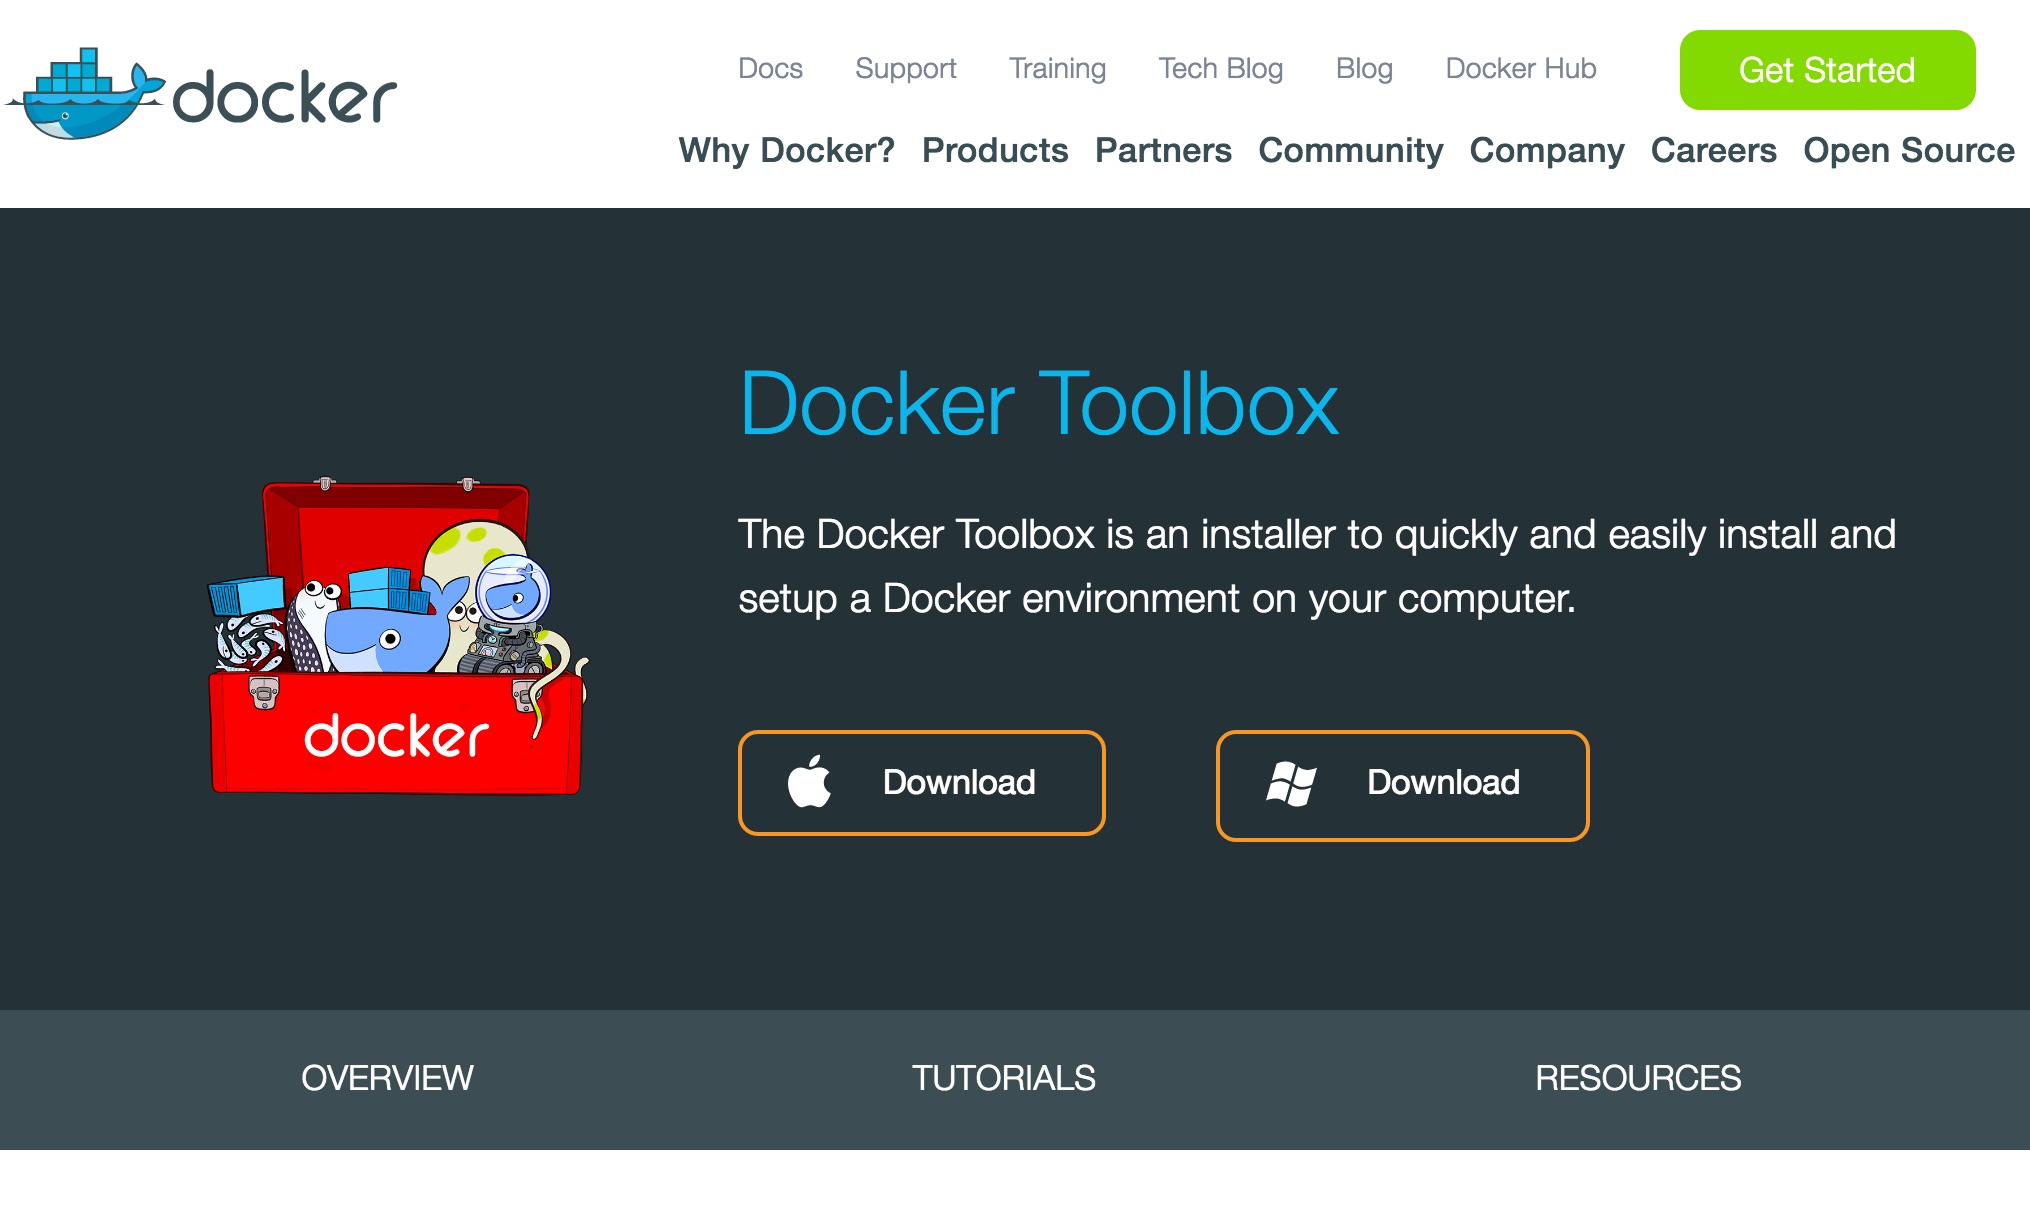 docker
Docs Support Training Tech Blog Blog Docker Hub Get Started
Why Docker? Products Partners Community Company Careers Open Source
Docker Toolbox
The Docker Toolbox is an installer to quickly and easily install and
setup a Docker environment on your computer.
docker
Download Download
OVERVIEW TUTORIALS RESOURCES